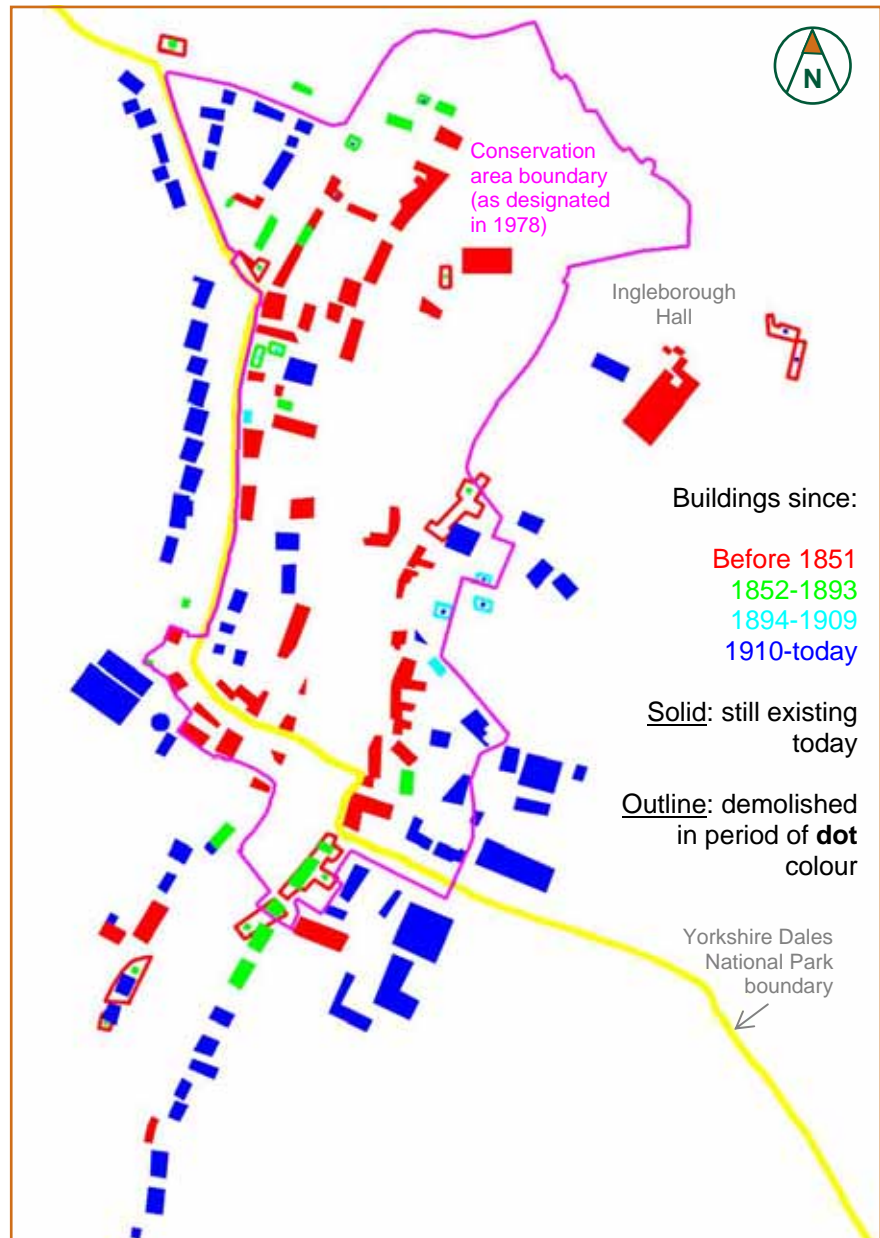 N
Conservation
area boundary
(as designated
in 1978)
Ingleborough
Hall
Buildings since:
Before 1851
1852-1893
1894-1909
1910-today
Solid: still existing
today
Outline: demolished
in period of dot
colour
Yorkshire Dales
National Park
boundary